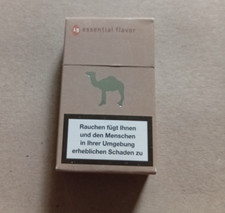 essential flavor
Rauchen fügt Ihnen
und den Menschen
in Ihrer Umgebung
erheblichen Schaden zu